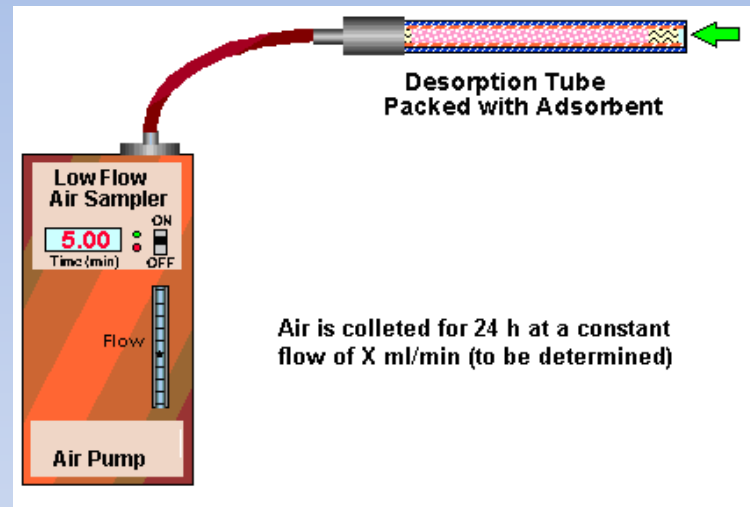 Desorption Tube
Packed with Adsorbent
Low Flow
Air Sampler
ON
5.00
Time (min)
OFF
Flow
Air is colleted for 24 h at a constant
flow of X ml/min (to be determined)
Air Pump